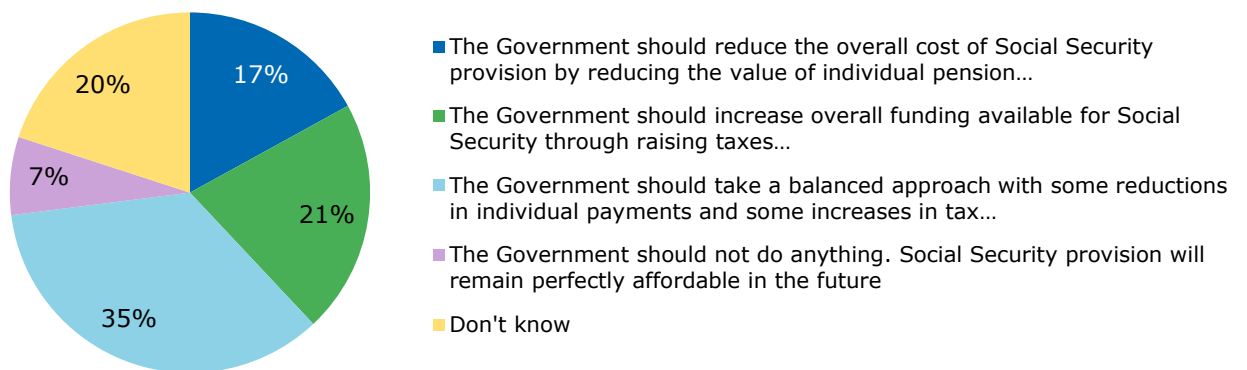 17%
21%
35%
7%
20%
The Government should reduce the overall cost of Social Security
provision by reducing the value of individual pension…
The Government should increase overall funding available for Social
Security through raising taxes…
The Government should take a balanced approach with some reductions
in individual payments and some increases in tax…
The Government should not do anything. Social Security provision will
remain perfectly affordable in the future
Don't know